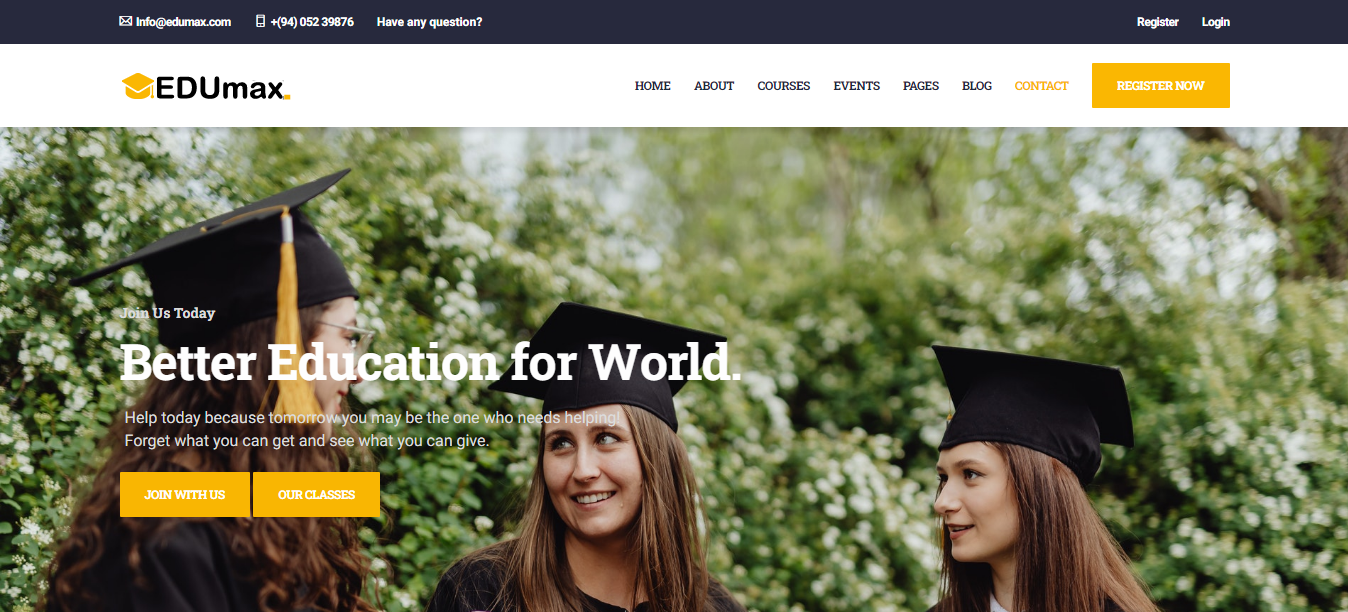 Info@edumax.com +(94) 052 39876 Have any question? Register Login
EDUmax
HOME ABOUT COURSES EVENTS PAGES BLOG CONTACT REGISTER NOW
Join Us Today
Better Education for World.
Help today because tomorrow you may be the one who needs helping!
Forget what you can get and see what you can give.
JOIN WITH US OUR CLASSES